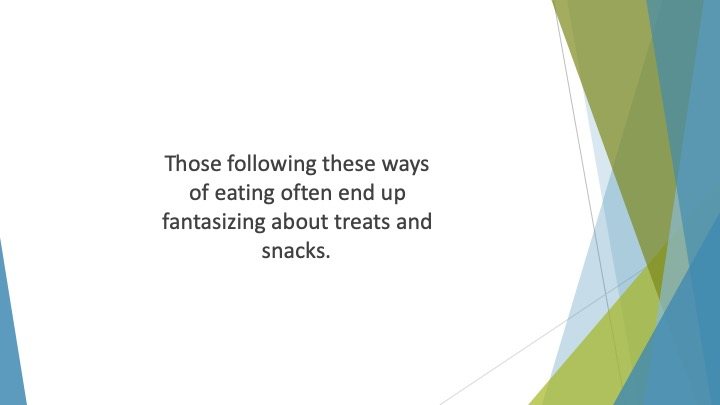 Those following these ways
of eating often end up
fantasizing about treats and
snacks.